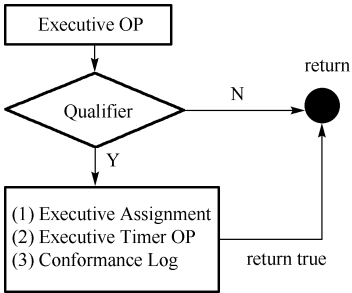 Executive OP
return
Qualifier
N
Y
(1) Executive Assignment
(2) Executive Timer OP
(3) Conformance Log
return true